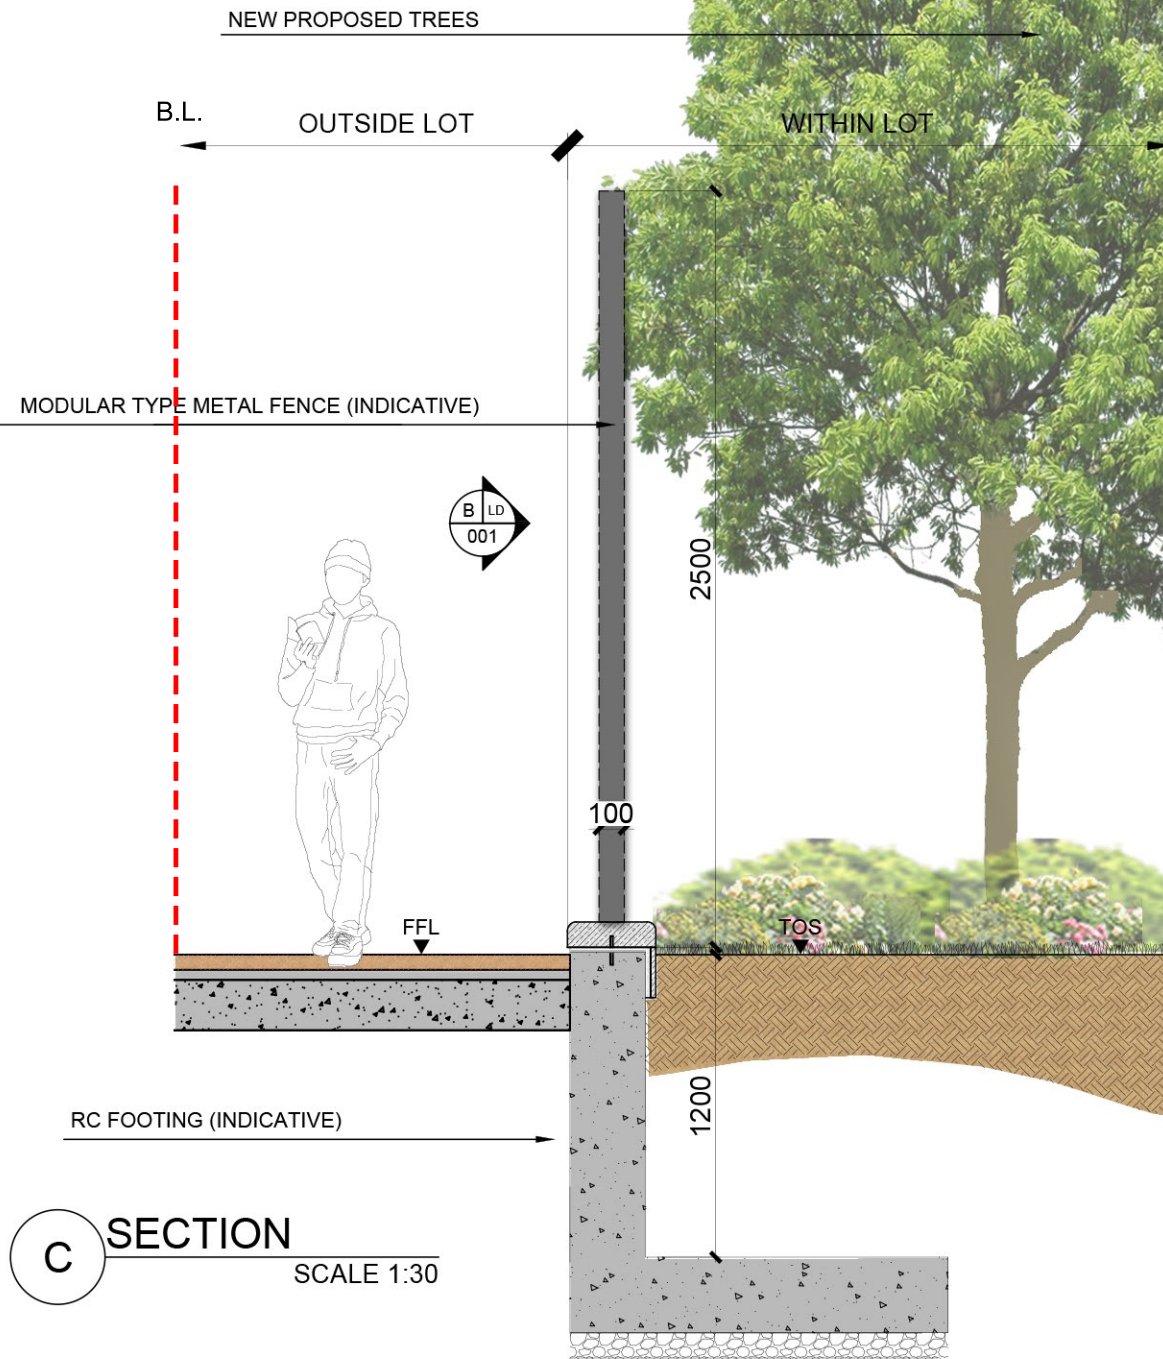 NEW PROPOSED TREES
B.L.
OUTSIDE LOT
WITHIN LOT
MODULAR TYPE METAL FENCE (INDICATIVE)
B LD
001
2500
100
FFL
TOS
1200
RC FOOTING (INDICATIVE)
C SECTION
SCALE 1:30